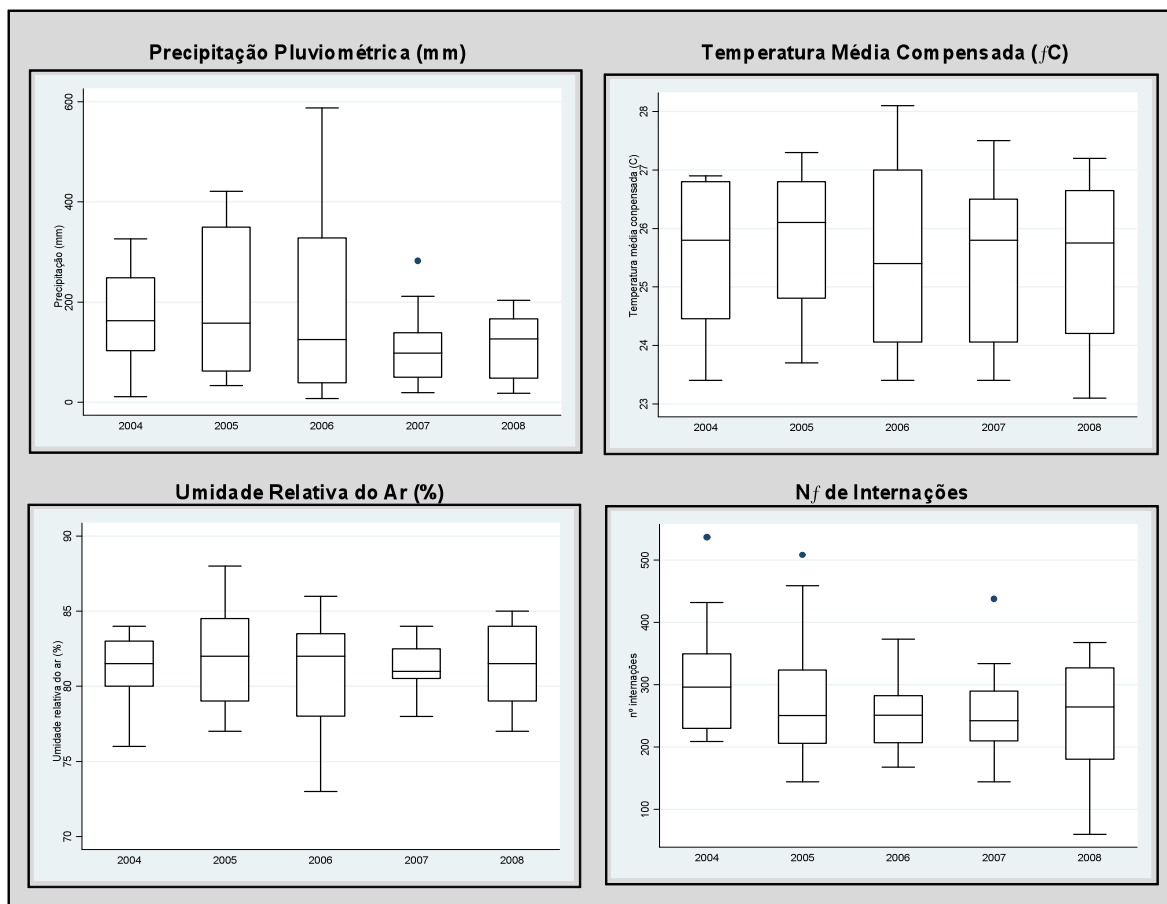 Precipitação Pluviométrica (mm)
Precipitação (mm)
600
400
200
0
2004 2005 2006 2007 2008
Temperatura Média Compensada (ƒC)
Temperatura média conpensada (C)
28
27
26
25
24
23
2004 2005 2006 2007 2008
Umidade Relativa do Ar (%)
Umidade relativa do ar (%)
90
85
80
75
70
2004 2005 2006 2007 2008
Nƒ de Internações
nº internações
500
400
300
200
100
2004 2005 2006 2007 2008